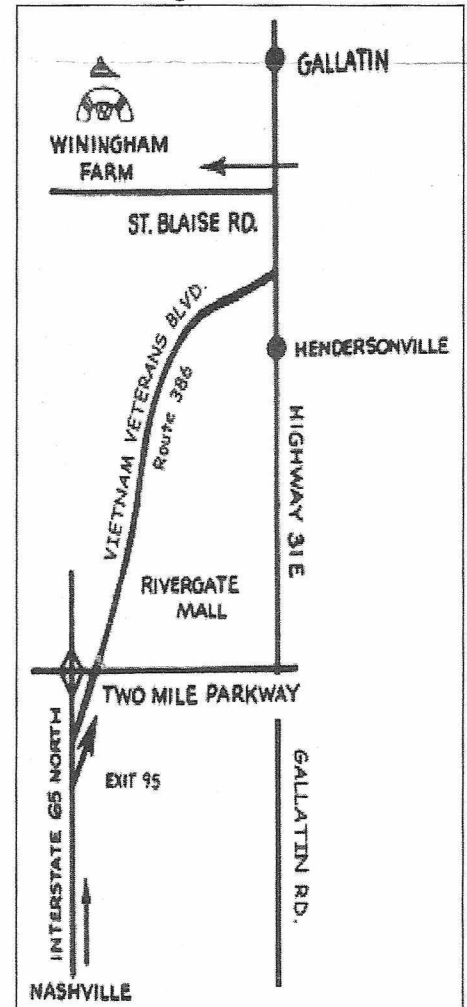 GALLATIN
WININGHAM
FARM
ST. BLAISE RD.
VIETNAM VETERANS BLVD.
Route 386
HENDERSONVILLE
HIGHWAY 31E
RIVERGATE
MALL
TWO MILE PARKWAY
INTERSTATE 65 NORTH
EXIT 95
GALLATIN RD.
NASHVILLE